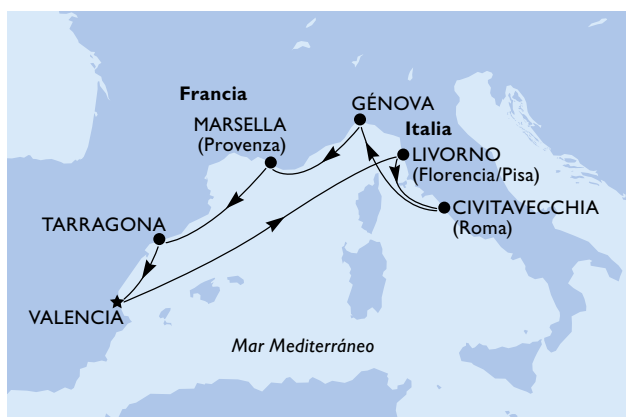 GÉNOVA
Francia
MARSELLA
(Provenza)
Italia
LIVORNO
(Florencia/Pisa)
CIVITAVECCHIA
(Roma)
TARRAGONA
VALENCIA
Mar Mediterráneo